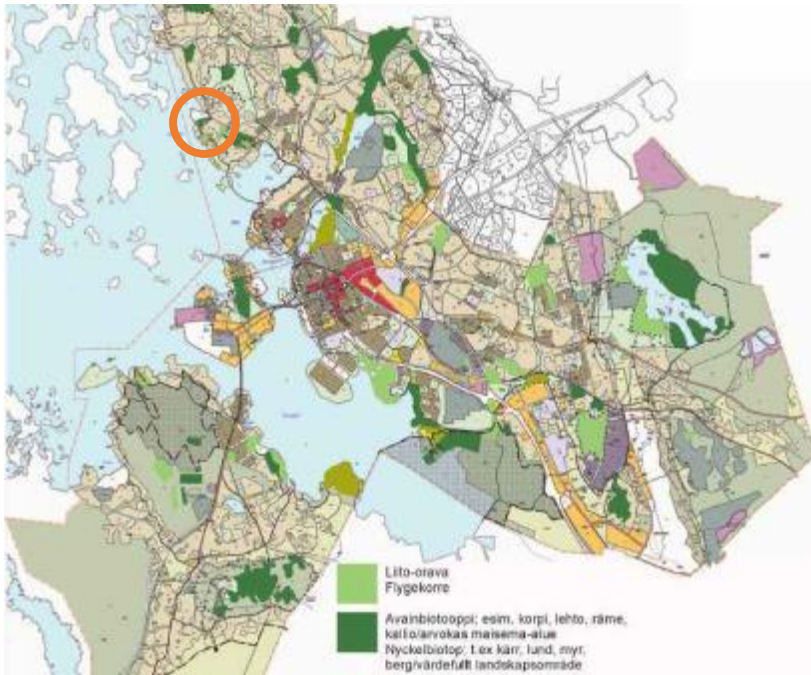 Liito-orava
Flygekorre
Avainbiotooppi; esim. korpi, lehto, räme,
kallio/arvokas maisema-alue
Nyckelbiotop; t.ex kärr, lund, myr,
berg/värdefullt landskapsområde